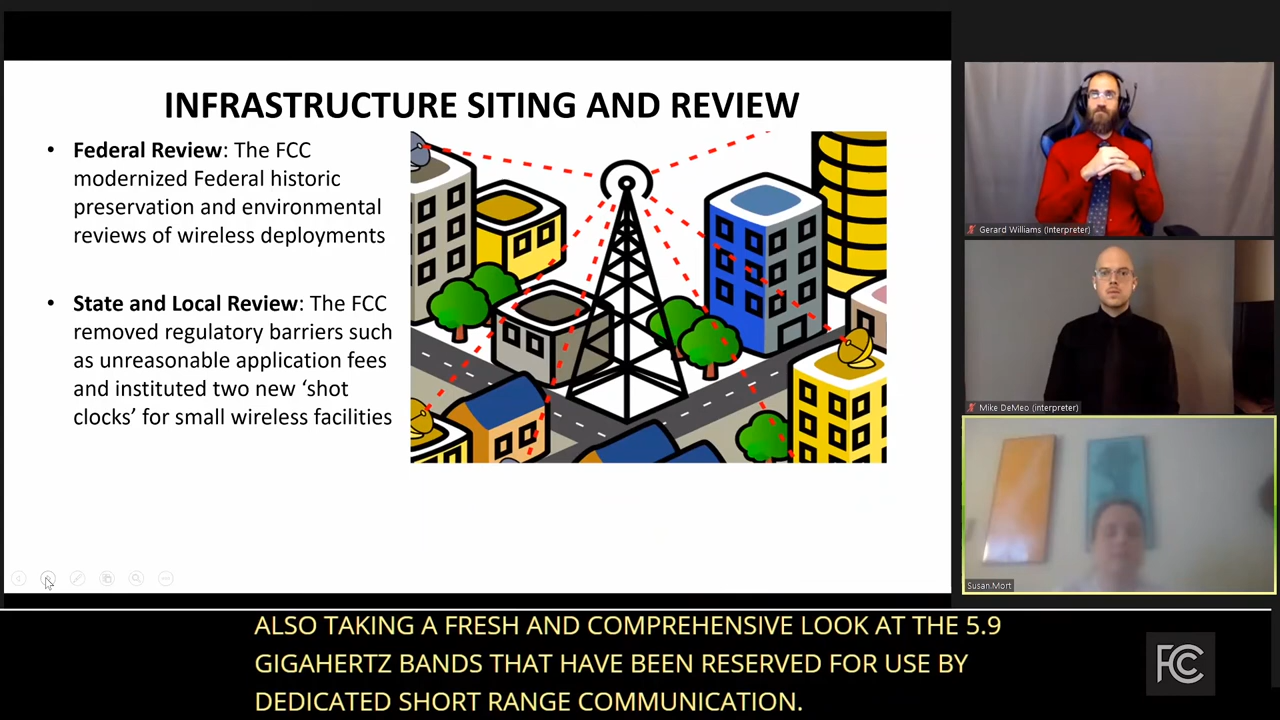 INFRASTRUCTURE SITING AND REVIEW
• Federal Review: The FCC
modernized Federal historic
preservation and environmental
reviews of wireless deployments
• State and Local Review: The FCC
removed regulatory barriers such
as unreasonable application fees
and instituted two new ‘shot
clocks’ for small wireless facilities
Gerard Williams (interpreter)
Mike DeMeo (interpreter)
Susan.Mort
ALSO TAKING A FRESH AND COMPREHENSIVE LOOK AT THE 5.9
GIGAHERTZ BANDS THAT HAVE BEEN RESERVED FOR USE BY
DEDICATED SHORT RANGE COMMUNICATION.
FCC